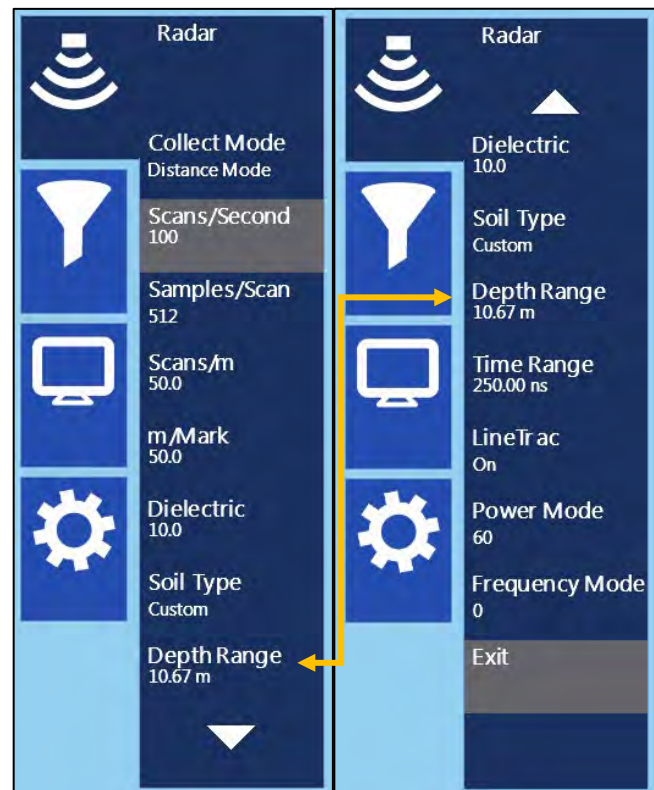 Radar
Collect Mode
Distance Mode
Scans/Second
100
Samples/Scan
512
Scans/m
50.0
m/Mark
50.0
Dielectric
10.0
Soil Type
Custom
Depth Range
10.67 m
Radar
Dielectric
10.0
Soil Type
Custom
Depth Range
10.67 m
Time Range
250.00 ns
LineTrac
On
Power Mode
60
Frequency Mode
0
Exit